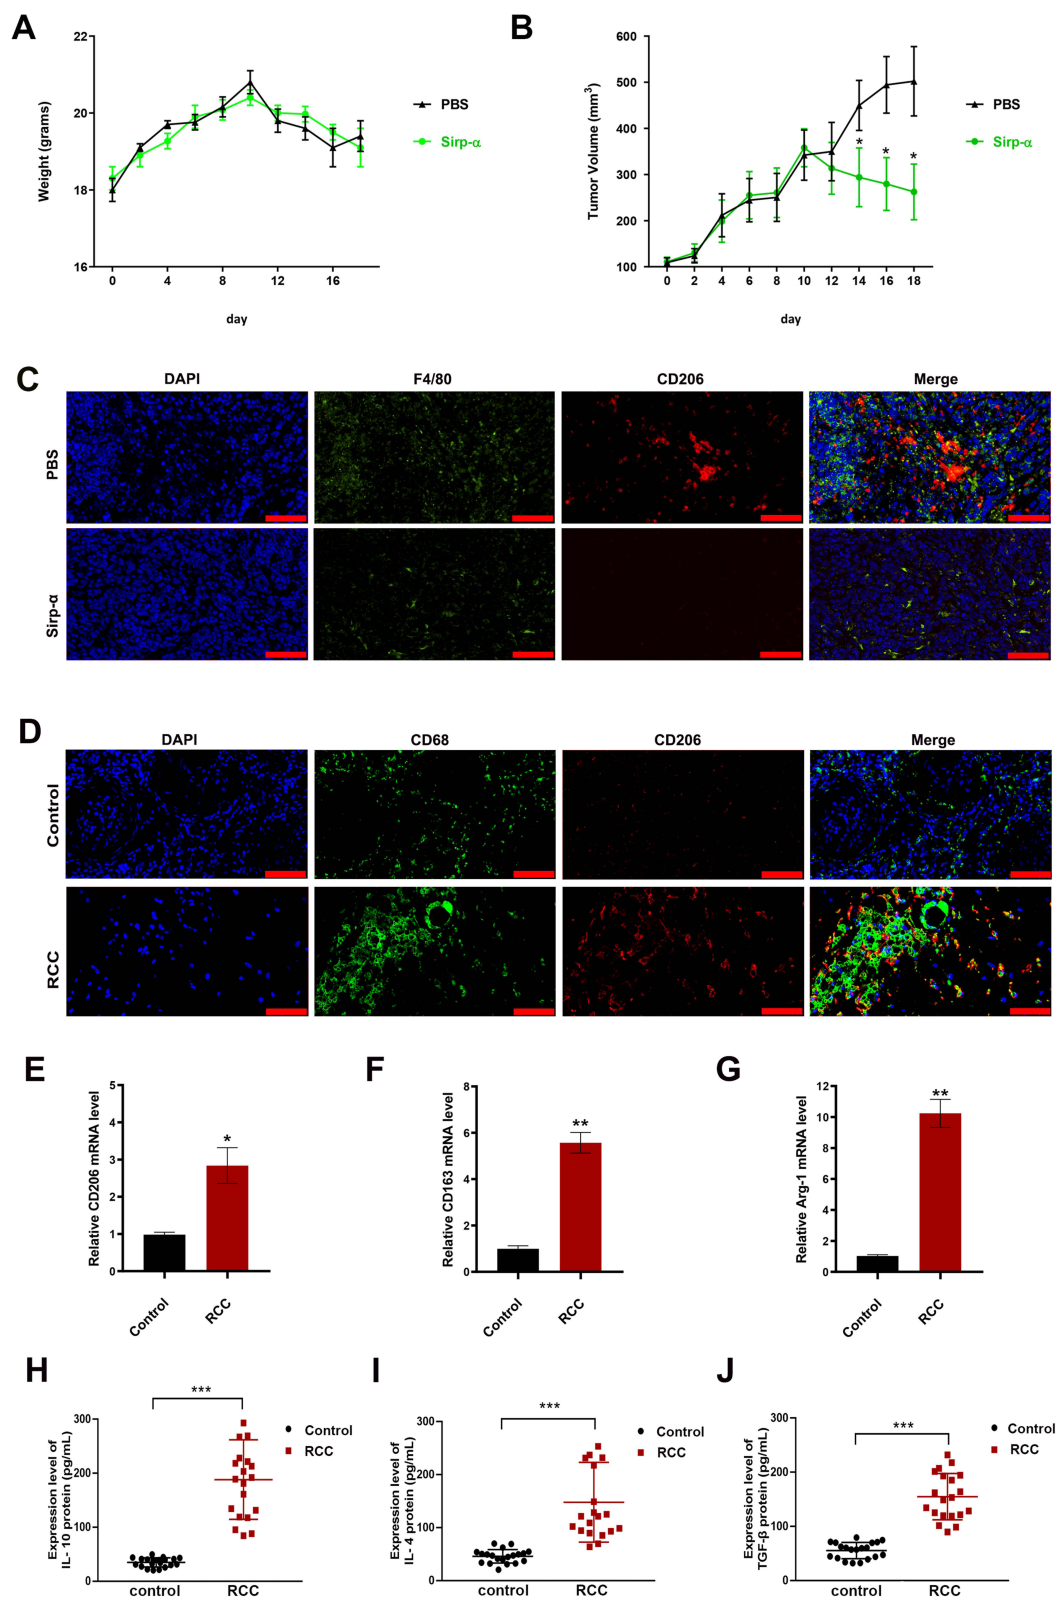 A
22
20
18
16
Weight (grams)
0
4
8
12
16
day
PBS
Sirp-α
B
600
500
400
300
200
100
Tumor Volume (mm³)
*
*
*
0
2
4
6
8
10
12
14
16
18
day
PBS
Sirp-α
C
DAPI
F4/80
CD206
Merge
PBS
Sirp-α
D
DAPI
CD68
CD206
Merge
Control
RCC
E
Relative CD206 mRNA level
5
4
3
2
1
0
*
Control
RCC
F
Relative CD163 mRNA level
8
6
4
2
0
**
Control
RCC
G
Relative Arg-1 mRNA level
12
10
8
6
4
2
0
**
Control
RCC
H
Expression level of
IL- 10 protein (pg/mL)
300
200
100
0
***
Control
RCC
control
RCC
I
Expression level of
IL- 4 protein (pg/mL)
300
200
100
0
***
Control
RCC
control
RCC
J
Expression level of
TGF-β protein (pg/mL)
300
200
100
0
***
Control
RCC
control
RCC